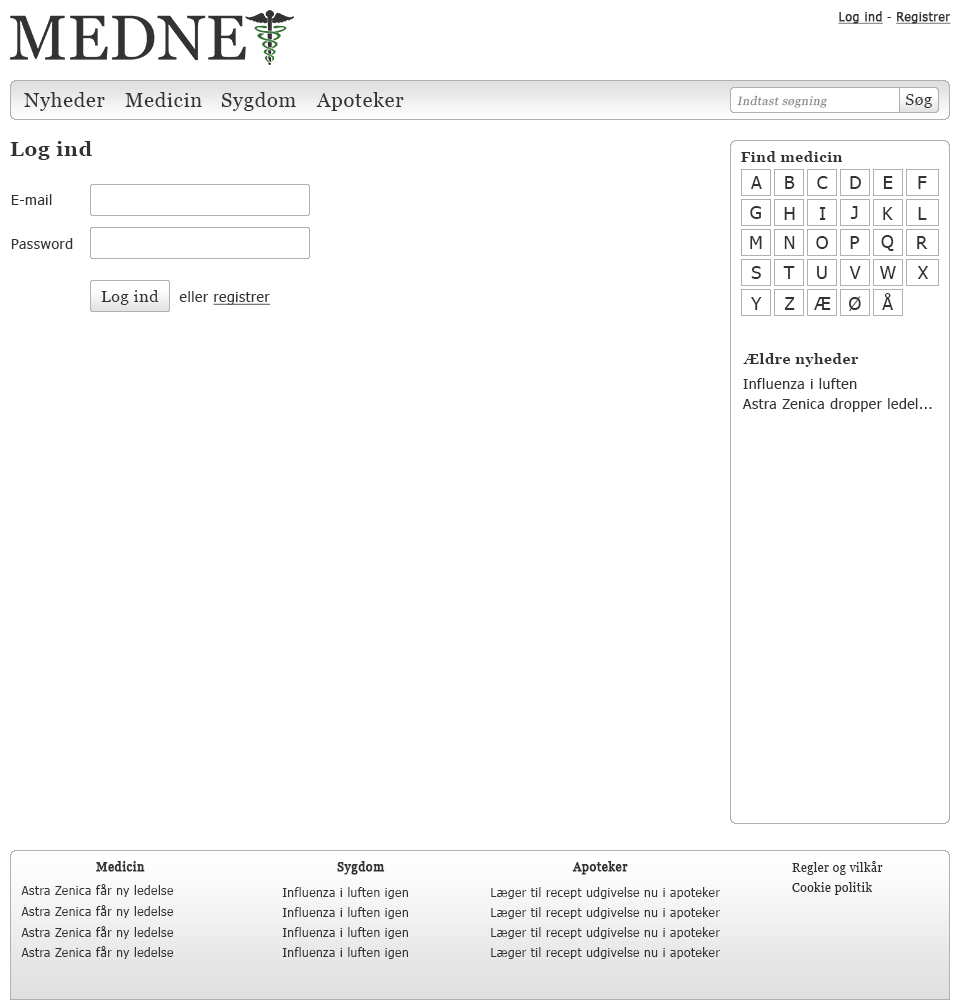 MEDNE
Log ind - Registrer
Nyheder Medicin Sygdom Apoteker
Indtast søgning Søg
Log ind
E-mail
Password
Log ind eller registrer
Find medicin
A B C D E F
G H I J K L
M N O P Q R
S T U V W X
Y Z Æ Ø Å
Ældre nyheder
Influenza i luften
Astra Zenica dropper ledel...
Medicin
Astra Zenica får ny ledelse
Astra Zenica får ny ledelse
Astra Zenica får ny ledelse
Astra Zenica får ny ledelse
Sygdom
Influenza i luften igen
Influenza i luften igen
Influenza i luften igen
Influenza i luften igen
Apoteker
Læger til recept udgivelse nu i apoteker
Læger til recept udgivelse nu i apoteker
Læger til recept udgivelse nu i apoteker
Læger til recept udgivelse nu i apoteker
Regler og vilkår
Cookie politik